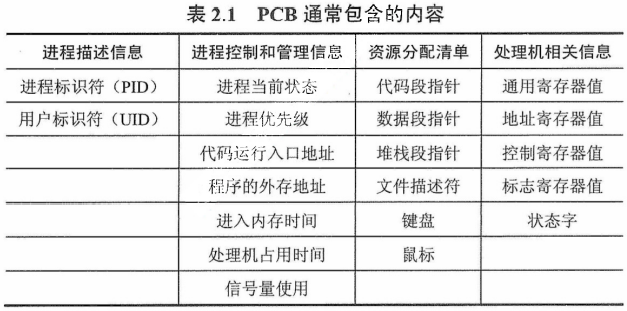 表 2.1 PCB 通常包含的内容
进程描述信息 进程控制和管理信息 资源分配清单 处理机相关信息
进程标识符（PID） 进程当前状态 代码段指针 通用寄存器值
用户标识符（UID） 进程优先级 数据段指针 地址寄存器值
代码运行入口地址 堆栈段指针 控制寄存器值
程序的外存地址 文件描述符 标志寄存器值
进入内存时间 键盘 状态字
处理机占用时间 鼠标
信号量使用